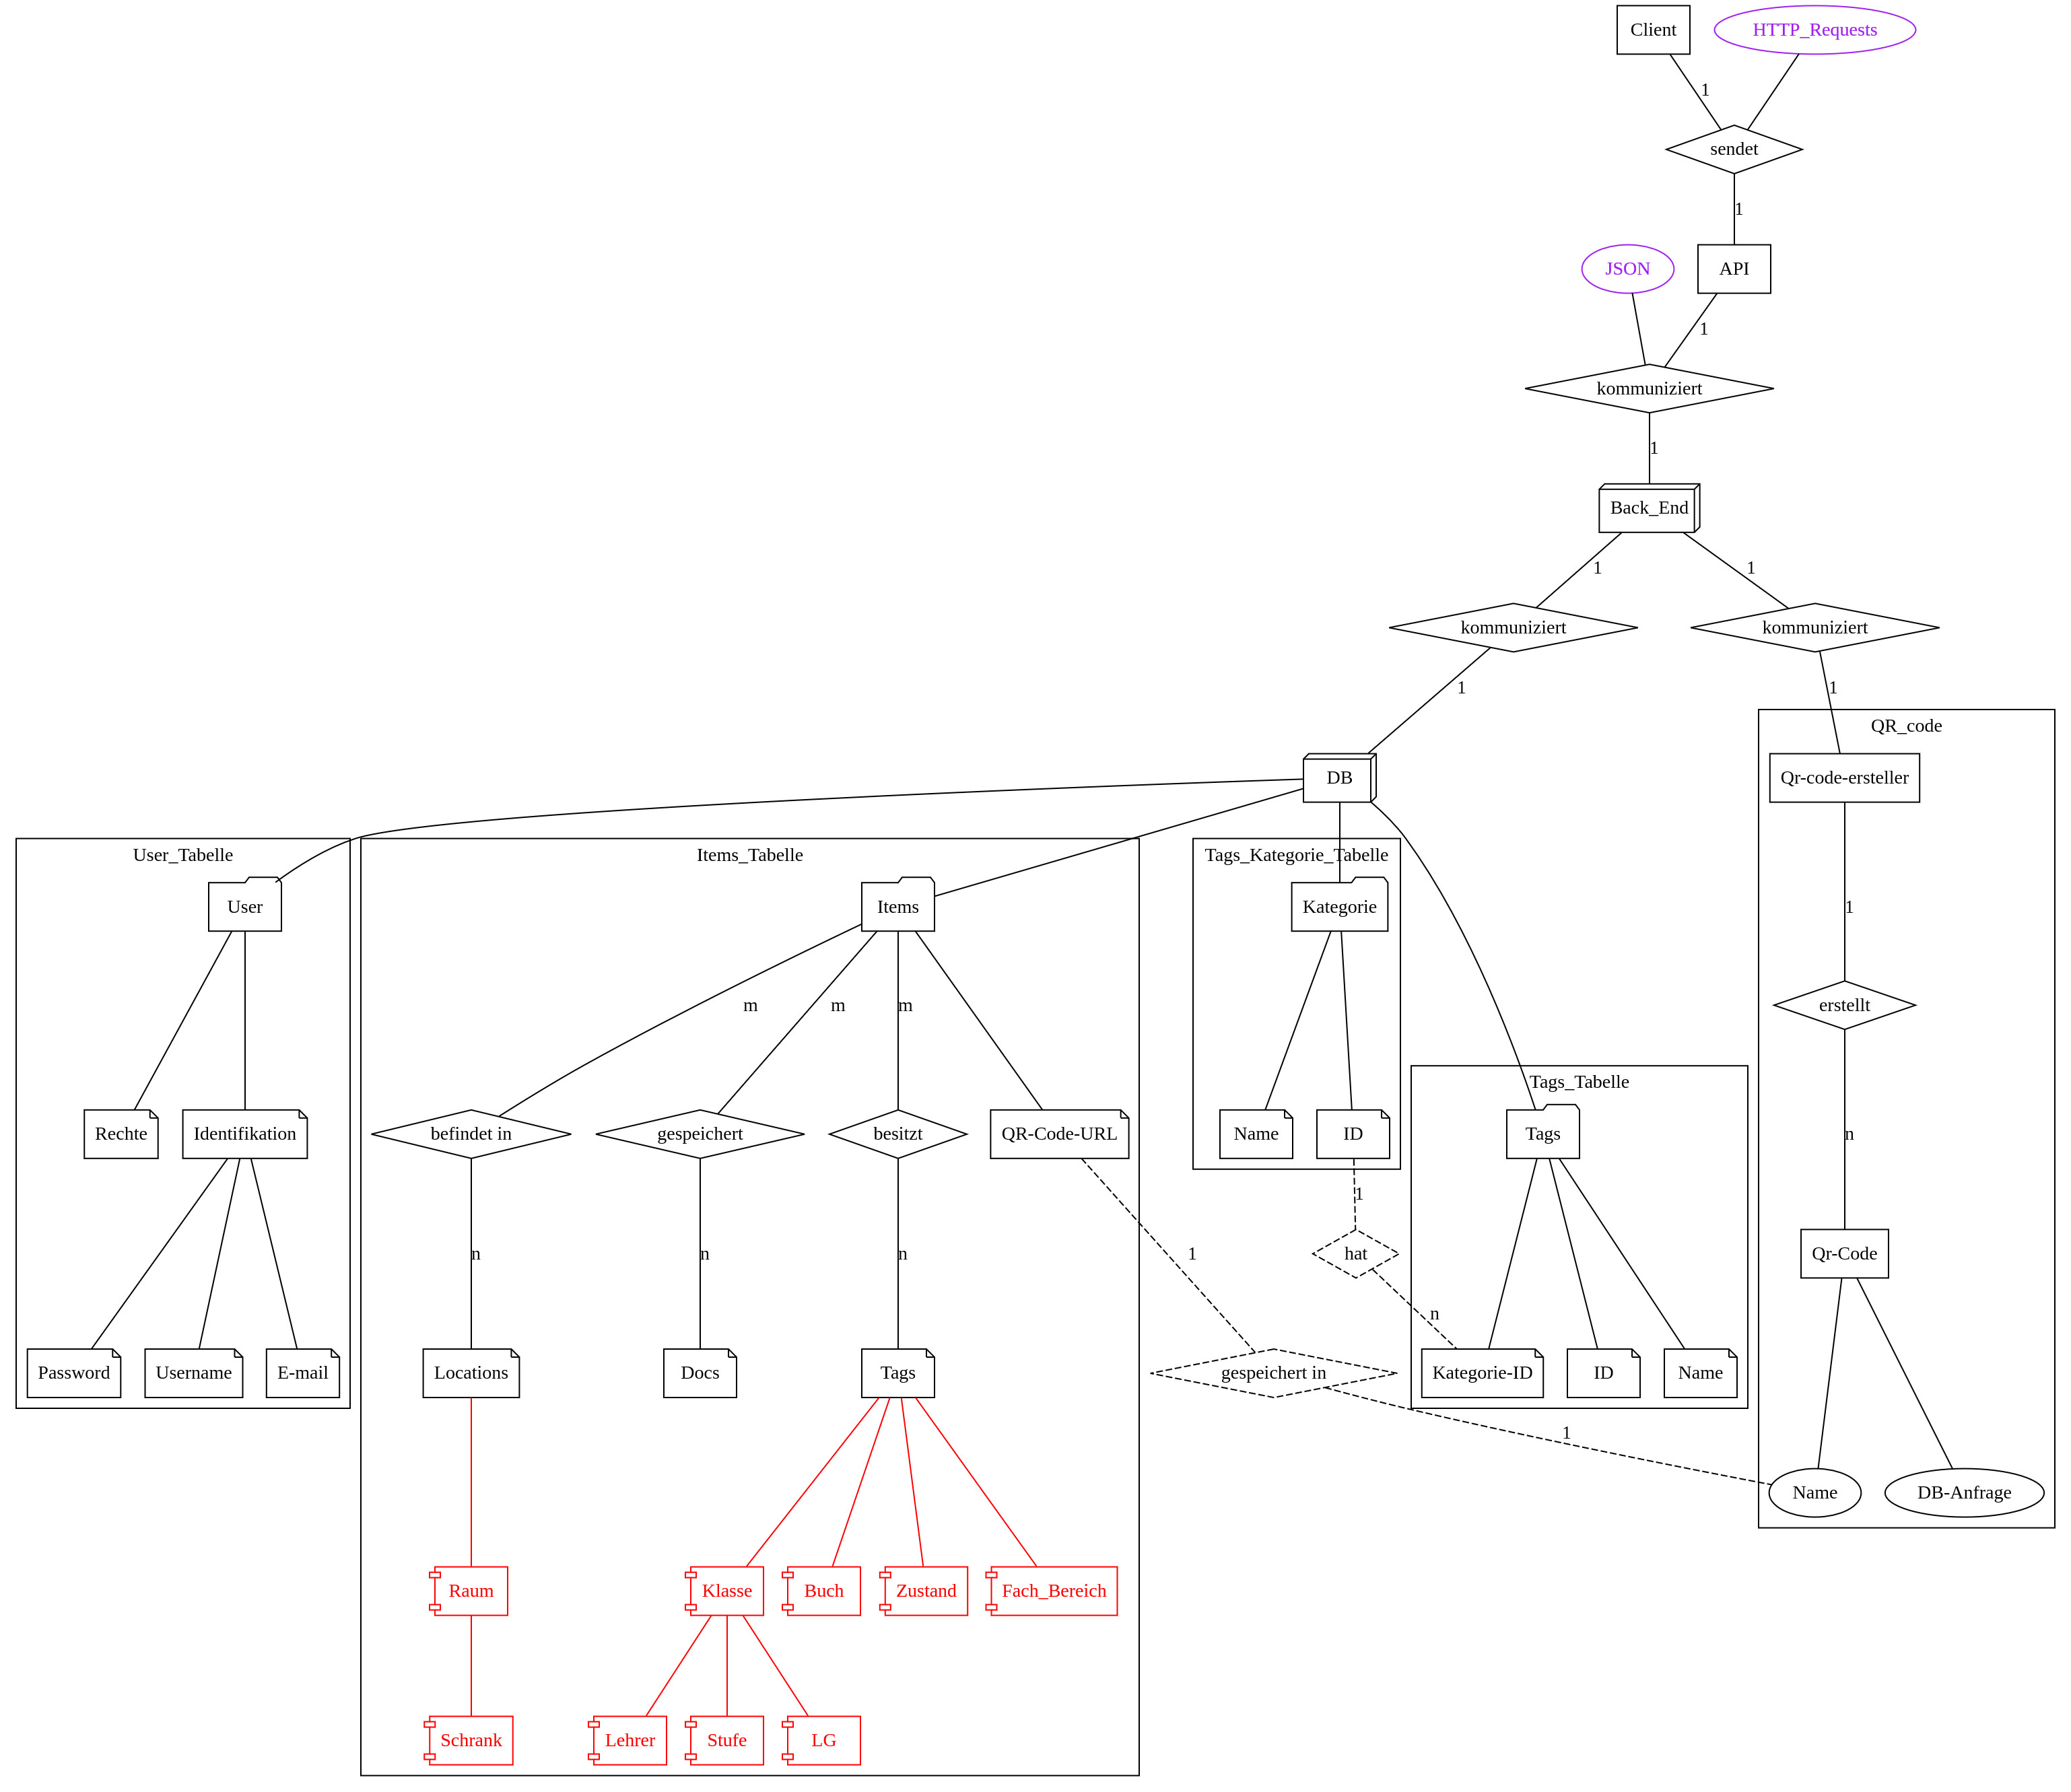 Client
HTTP_Requests
1
sendet
1
JSON
API
1
kommuniziert
1
Back_End
1
1
kommuniziert
kommuniziert
1
1
QR_code
DB
Qr-code-ersteller
User_Tabelle
Items_Tabelle
Tags_Kategorie_Tabelle
User
Items
Kategorie
1
m
m
m
erstellt
Tags_Tabelle
Rechte
Identifikation
befindet in
gespeichert
besitzt
QR-Code-URL
Name
ID
Tags
n
1
n
n
n
1
hat
Qr-Code
n
Password
Username
E-mail
Locations
Docs
Tags
gespeichert in
Kategorie-ID
ID
Name
1
Name
DB-Anfrage
Raum
Klasse
Buch
Zustand
Fach_Bereich
Schrank
Lehrer
Stufe
LG